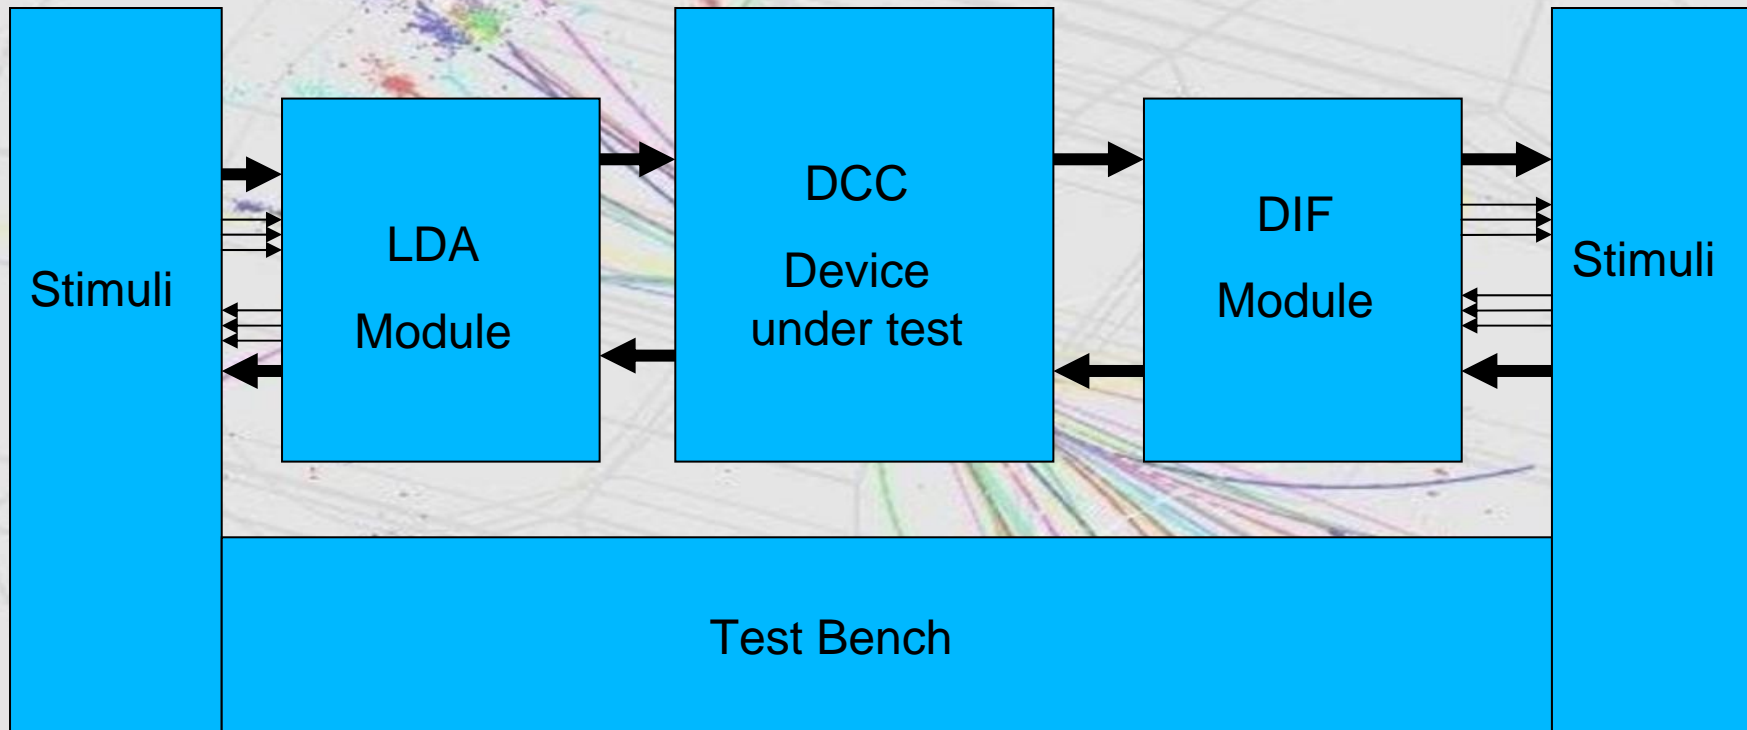 Stimuli
LDA
Module
DCC
Device
under test
DIF
Module
Stimuli
Test Bench